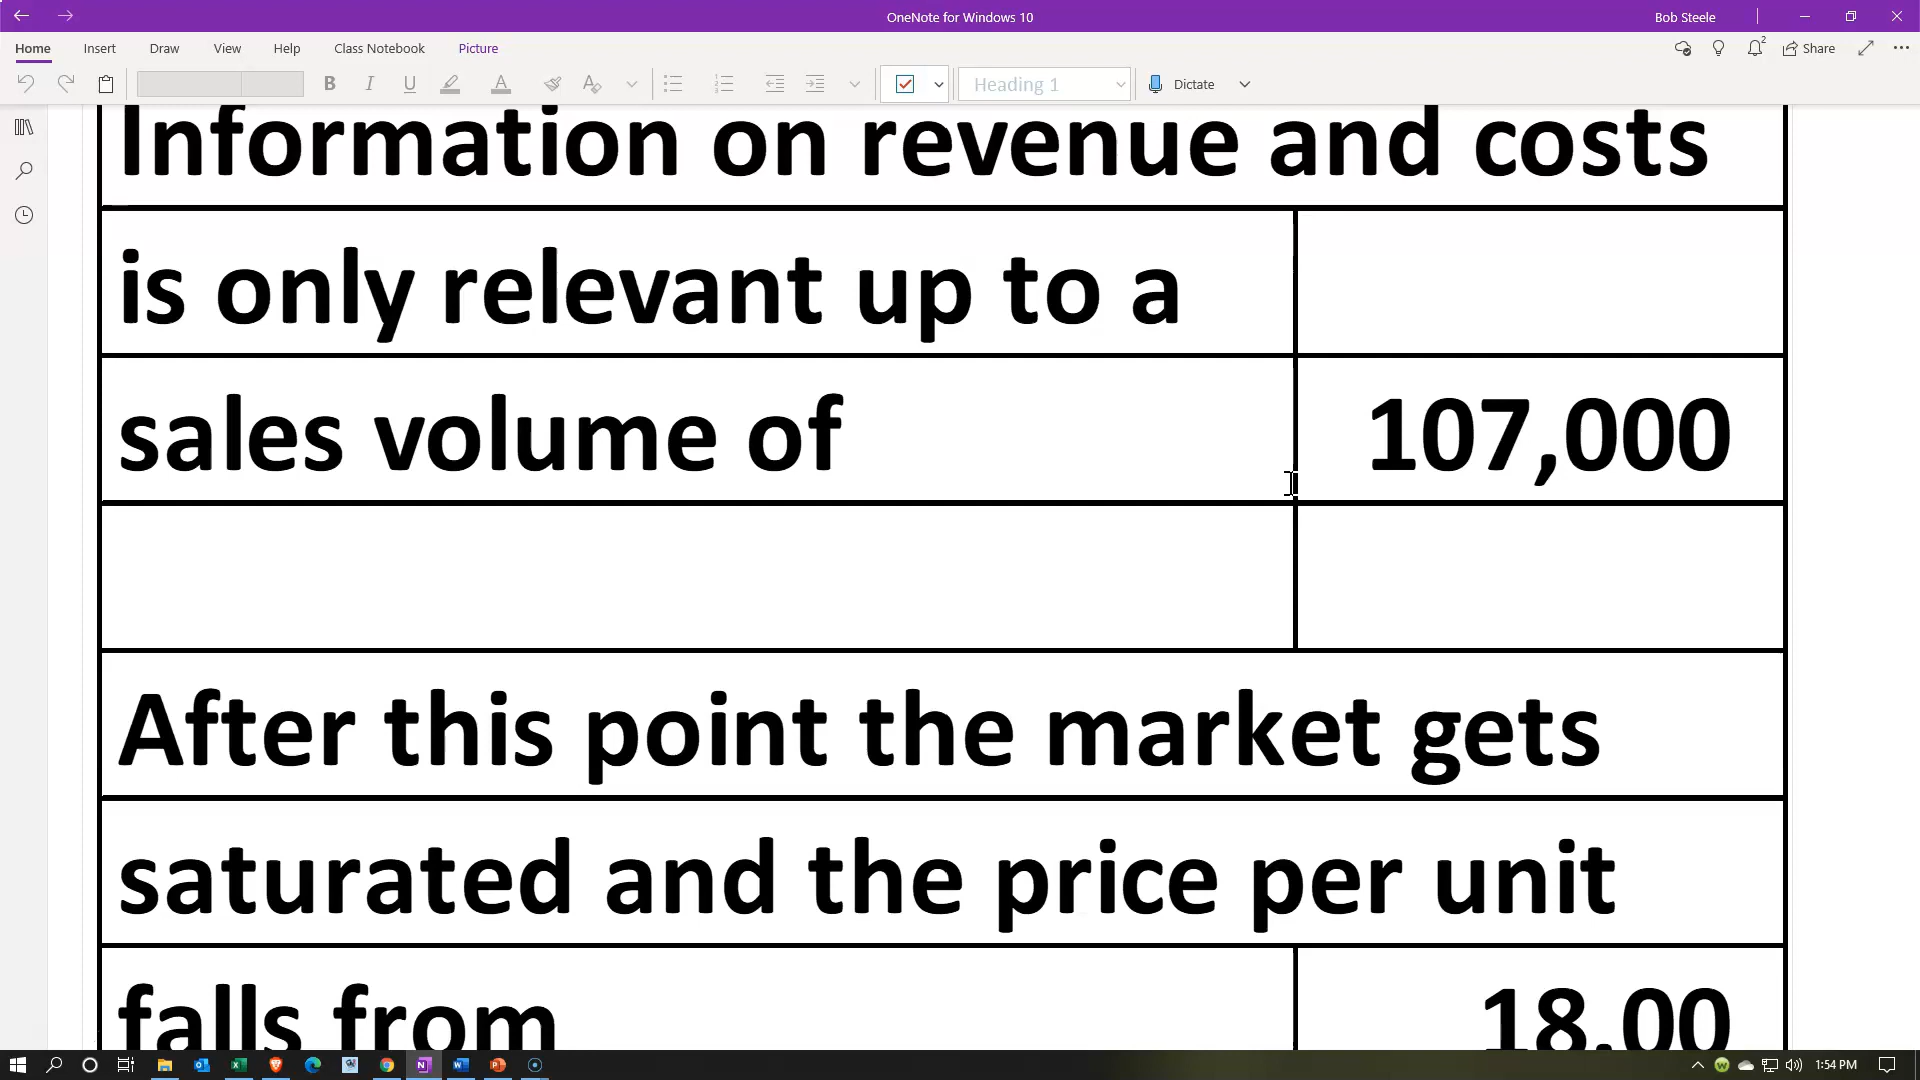 OneNote for Windows 10
Bob Steele
Home Insert Draw View Help Class Notebook Picture
2
Share
B I U A A
Heading 1
Dictate
Information on revenue and costs
is only relevant up to a
sales volume of 107,000
After this point the market gets
saturated and the price per unit
falls from 18.00
1:54 PM